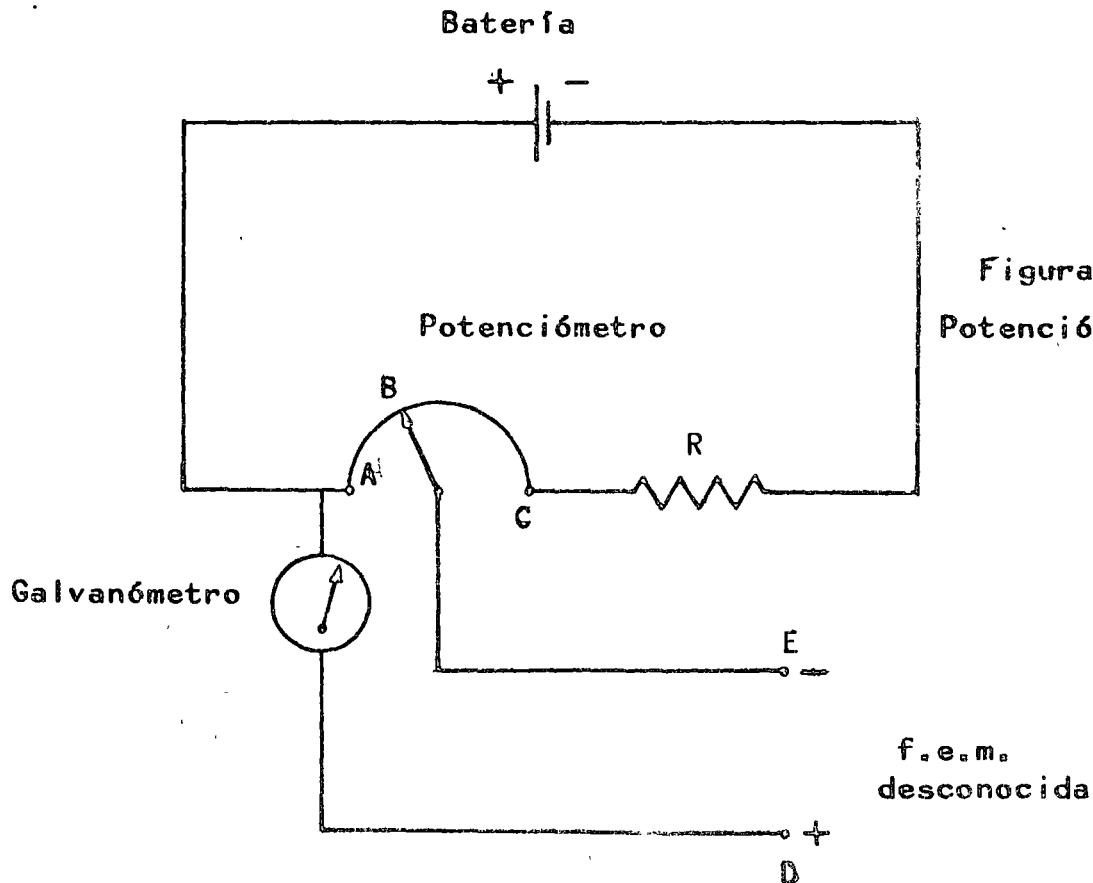 Batería
+ -
Figura
Potenciómetro
Potenció
B
R
A
C
Galvanómetro
E
-
f.e.m.
desconocida
+
D